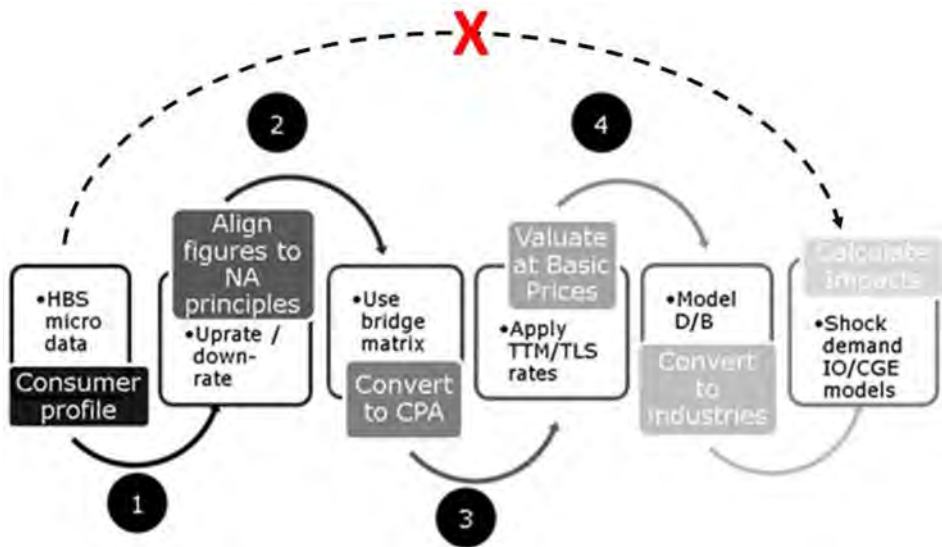 X
2
4
Align
figures to
NA
principles
Valuate
at Basic
Prices
Calculate
Impacts
•HBS
micro
data
•Uprate /
down-
rate
•Use
bridge
matrix
•Apply
TTM/TLS
rates
•Model
D/B
•Shock
demand
IO/CGE
models
Consumer
profile
Convert
to CPA
Convert
to
industries
1
3